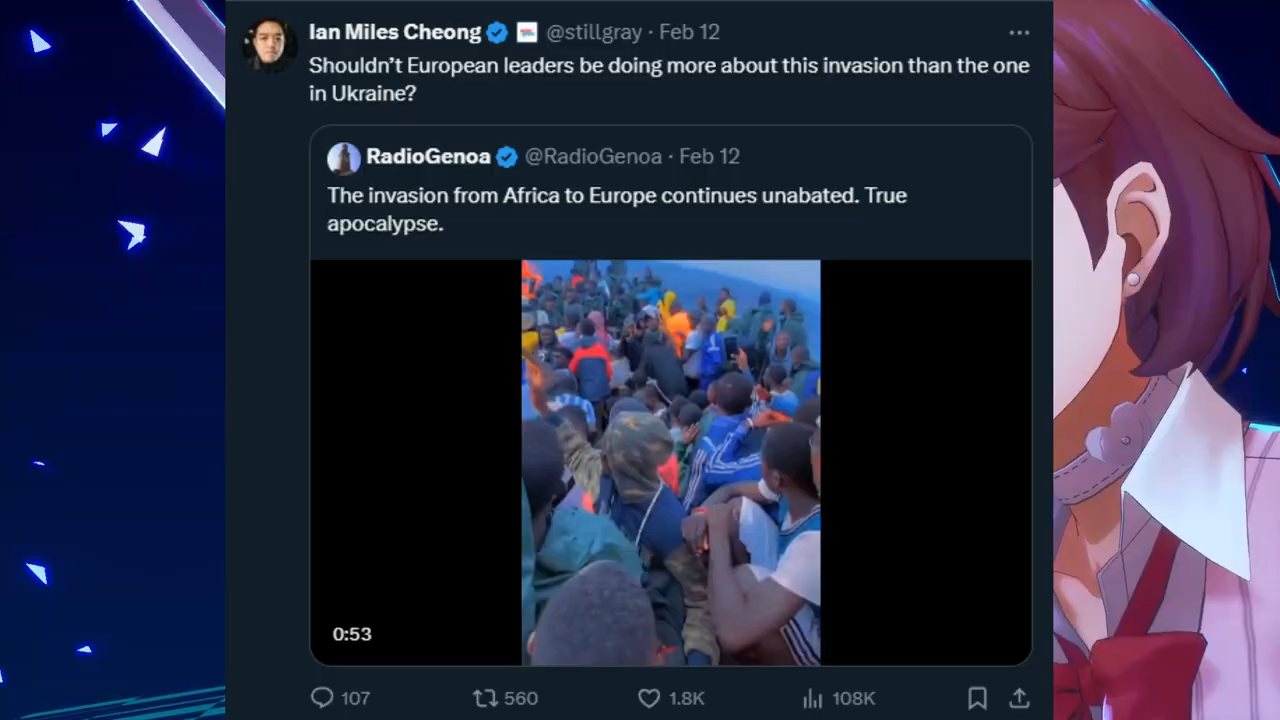 Ian Miles Cheong @stillgray · Feb 12
Shouldn't European leaders be doing more about this invasion than the one
in Ukraine?
RadioGenoa @RadioGenoa · Feb 12
The invasion from Africa to Europe continues unabated. True
apocalypse.
0:53
107 560 1.8K 108K